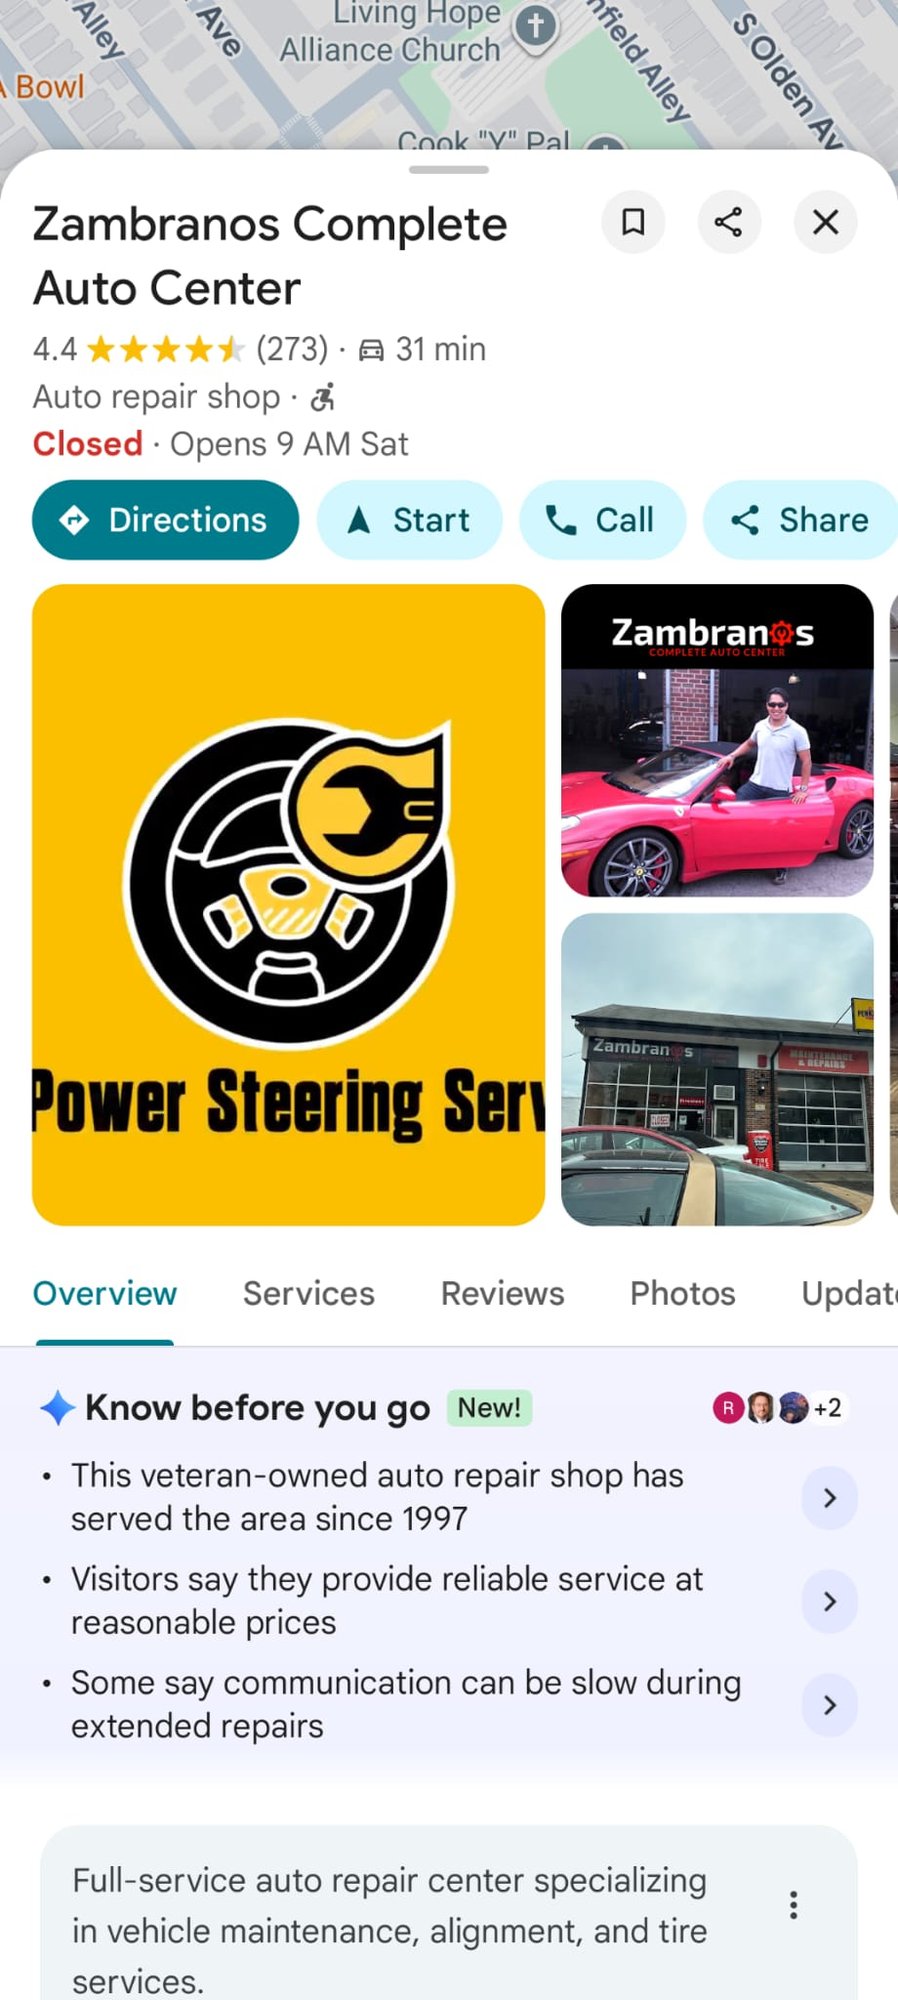 Alley
Ave
Living Hope
Alliance Church
nfield Alley
S Olden Av
A Bowl
Cook "Y" Pal
Zambranos Complete
Auto Center
4.4 (273) · 31 min
Auto repair shop ·
Closed · Opens 9 AM Sat
Directions
Start
Call
Share
Zambranos
COMPLETE AUTO CENTER
Power Steering Serv
Zambranos
MAINTENANCE
& REPAIRS
Overview
Services
Reviews
Photos
Update
Know before you go
New!
R
+2
• This veteran-owned auto repair shop has
served the area since 1997
• Visitors say they provide reliable service at
reasonable prices
• Some say communication can be slow during
extended repairs
Full-service auto repair center specializing
in vehicle maintenance, alignment, and tire
services.